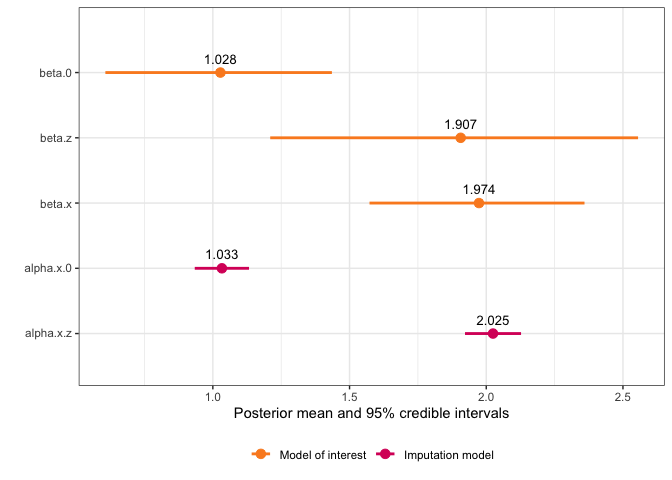 1.028
beta.0
1.907
beta.z
1.974
beta.x
1.033
alpha.x.0
2.025
alpha.x.z
1.0 1.5 2.0 2.5
Posterior mean and 95% credible intervals
Model of interest Imputation model